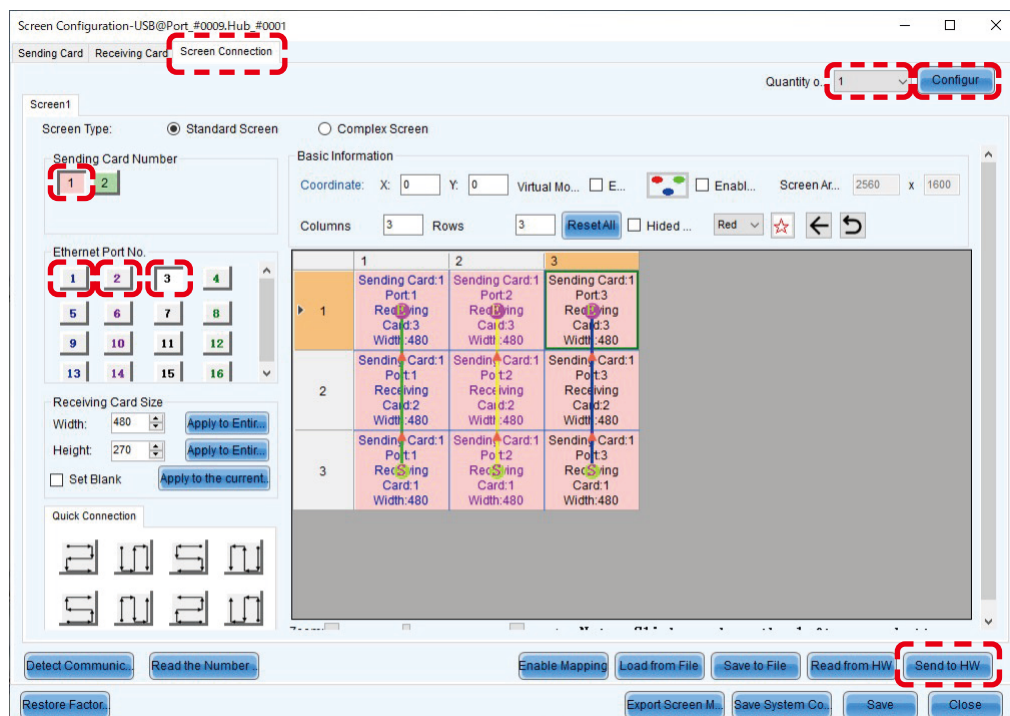 Screen Configuration-USB@Port_#0009.Hub_#0001
Sending Card Receiving Card Screen Connection
Quantity o... 1 Configur
Screen1
Screen Type: Standard Screen Complex Screen
Sending Card Number
1 2
Basic Information
Coordinate: X: 0 Y: 0 Virtual Mo... E... Enabl... Screen Ar... 2560 x 1600
Columns 3 Rows 3 Reset All Hided ... Red
Ethernet Port No.
1 2 3 4
5 6 7 8
9 10 11 12
13 14 15 16
1 2 3
1
Sending Card:1 Sending Card:1 Sending Card:1
Port:1 Port:2 Port:3
Receiving Receiving Receiving
Card:3 Card:3 Card:3
Width:480 Width:480 Width:480
E E E
2
Sending Card:1 Sending Card:1 Sending Card:1
Port:1 Port:2 Port:3
Receiving Receiving Receiving
Card:2 Card:2 Card:2
Width:480 Width:480 Width:480
3
Sending Card:1 Sending Card:1 Sending Card:1
Port:1 Port:2 Port:3
Receiving Receiving Receiving
Card:1 Card:1 Card:1
Width:480 Width:480 Width:480
S S S
Receiving Card Size
Width: 480 Apply to Entir...
Height: 270 Apply to Entir...
Set Blank Apply to the current...
Quick Connection
Detect Communic... Read the Number ... Enable Mapping Load from File Save to File Read from HW Send to HW
Restore Factor... Export Screen M... Save System Co... Save Close